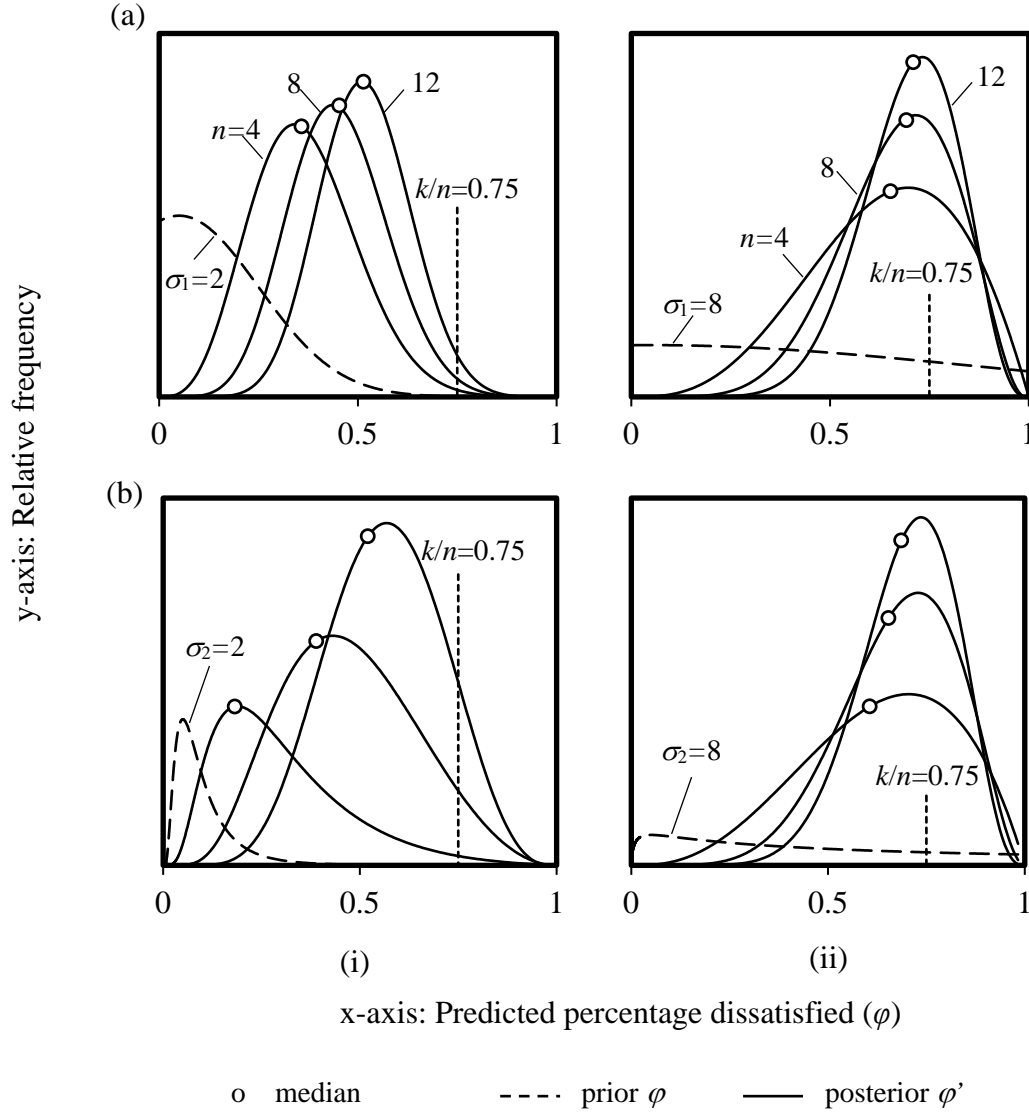 (a)
n=4
8
12
k/n=0.75
σ1=2
0
0.5
1
12
8
n=4
k/n=0.75
σ1=8
0
0.5
1
y-axis: Relative frequency
(b)
k/n=0.75
σ2=2
0
0.5
1
(i)
σ2=8
k/n=0.75
0
0.5
1
(ii)
x-axis: Predicted percentage dissatisfied (φ)
o median prior φ posterior φ’